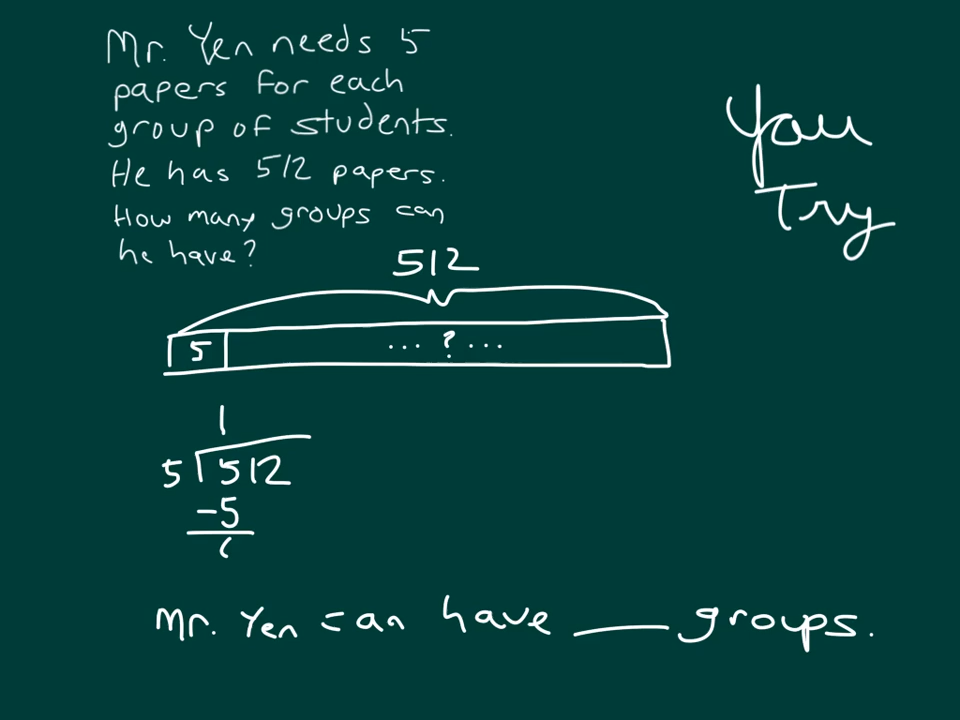 Mr. Yen needs 5
papers for each
group of students.
He has 512 papers.
How many groups can
he have?
You
Try
512
5 ... ? ...
1
5 512
-5
Mr. Yen can have ___ groups.